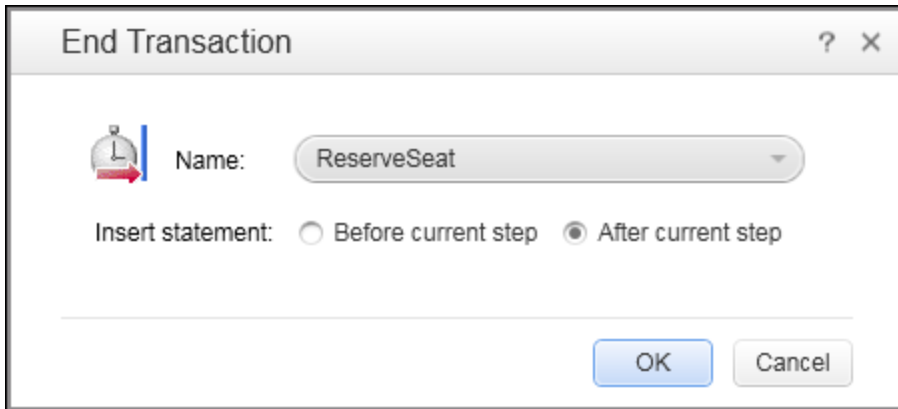 End Transaction ? ×
Name: ReserveSeat
Insert statement: Before current step After current step
OK Cancel